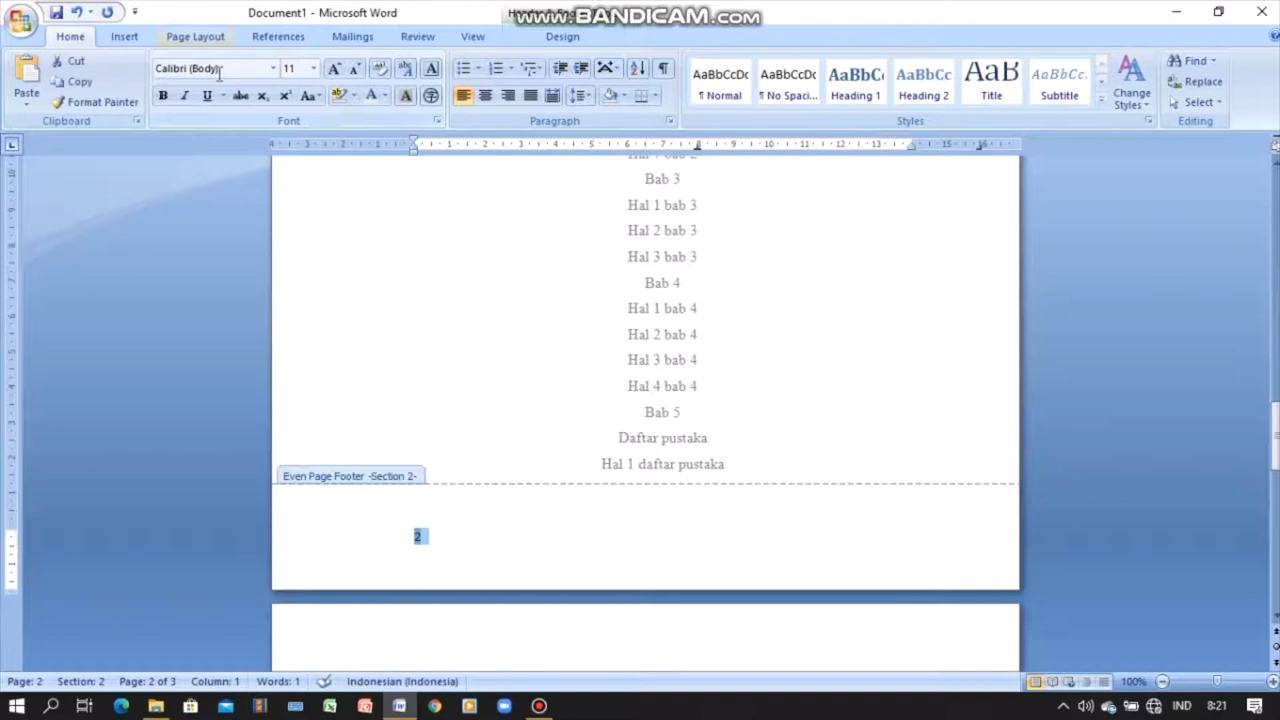 Document1 - Microsoft Word
www.BANDICAM.com
Home
Insert
Page Layout
References
Mailings
Review
View
Design
Paste
Cut
Copy
Format Painter
Clipboard
Calibri (Body)
11
Font
Paragraph
AaBbCcDc
¶ Normal
AaBbCcDc
¶ No Spaci...
AaBbC
Heading 1
AaBbCc
Heading 2
AaB
Title
AaBbCc.
Subtitle
Change
Styles
Styles
Find
Replace
Select
Editing
Bab 3
Hal 1 bab 3
Hal 2 bab 3
Hal 3 bab 3
Bab 4
Hal 1 bab 4
Hal 2 bab 4
Hal 3 bab 4
Hal 4 bab 4
Bab 5
Daftar pustaka
Hal 1 daftar pustaka
Even Page Footer -Section 2-
2
Page: 2
Section: 2
Page: 2 of 3
Column: 1
Words: 1
Indonesian (Indonesia)
100%
IND
8:21